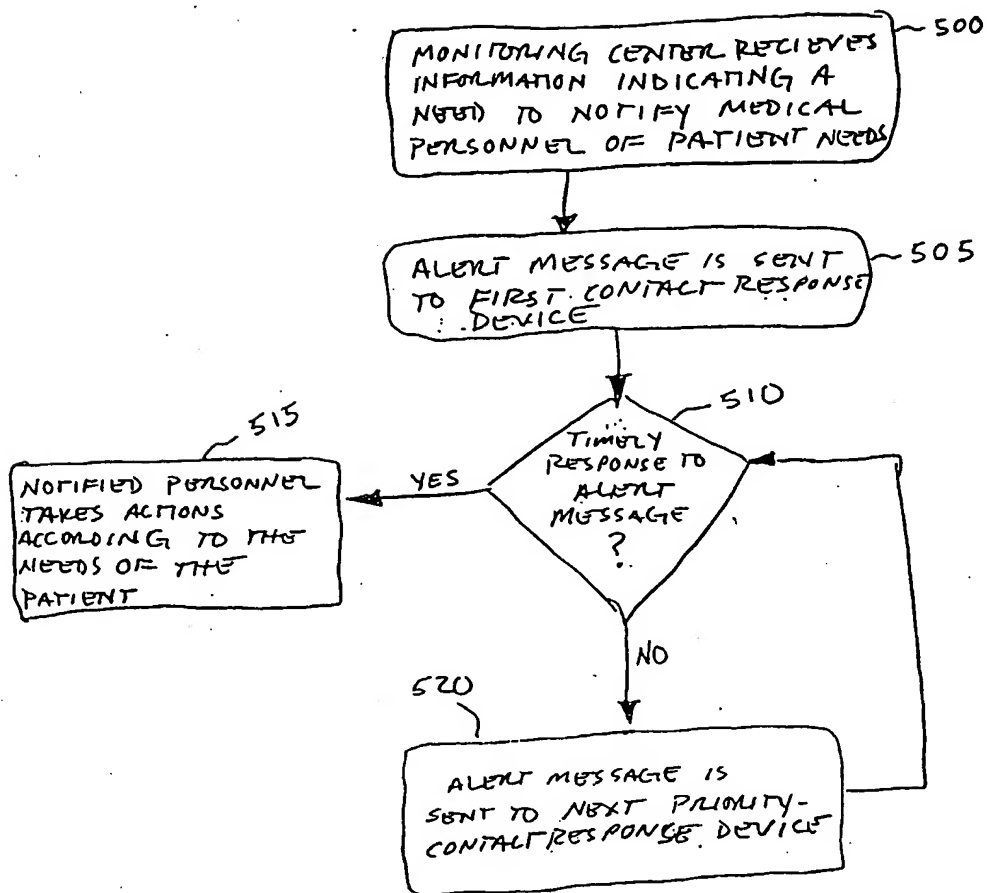 500
MONITORING CENTER RECIEVES
INFORMATION INDICATING A
NEED TO NOTIFY MEDICAL
PERSONNEL OF PATIENT NEEDS
505
ALERT MESSAGE IS SENT
TO FIRST CONTACT RESPONSE
DEVICE
510
TIMELY
RESPONSE TO
ALERT
MESSAGE
?
YES
515
NOTIFIED PERSONNEL
TAKES ACTIONS
ACCORDING TO THE
NEEDS OF THE
PATIENT
NO
520
ALERT MESSAGE IS
SENT TO NEXT PRIORITY-
CONTACT RESPONSE DEVICE